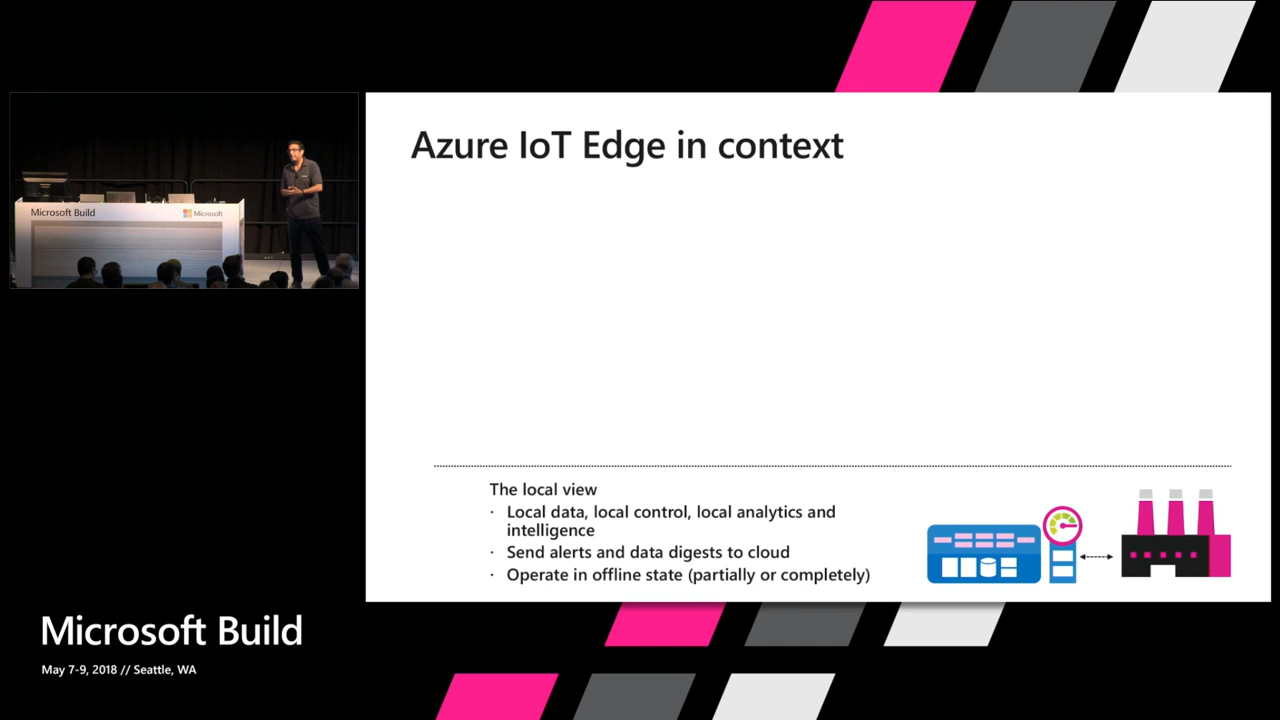 Azure IoT Edge in context
Microsoft Build
Microsoft
The local view
· Local data, local control, local analytics and
intelligence
· Send alerts and data digests to cloud
· Operate in offline state (partially or completely)
Microsoft Build
May 7-9, 2018 // Seattle, WA